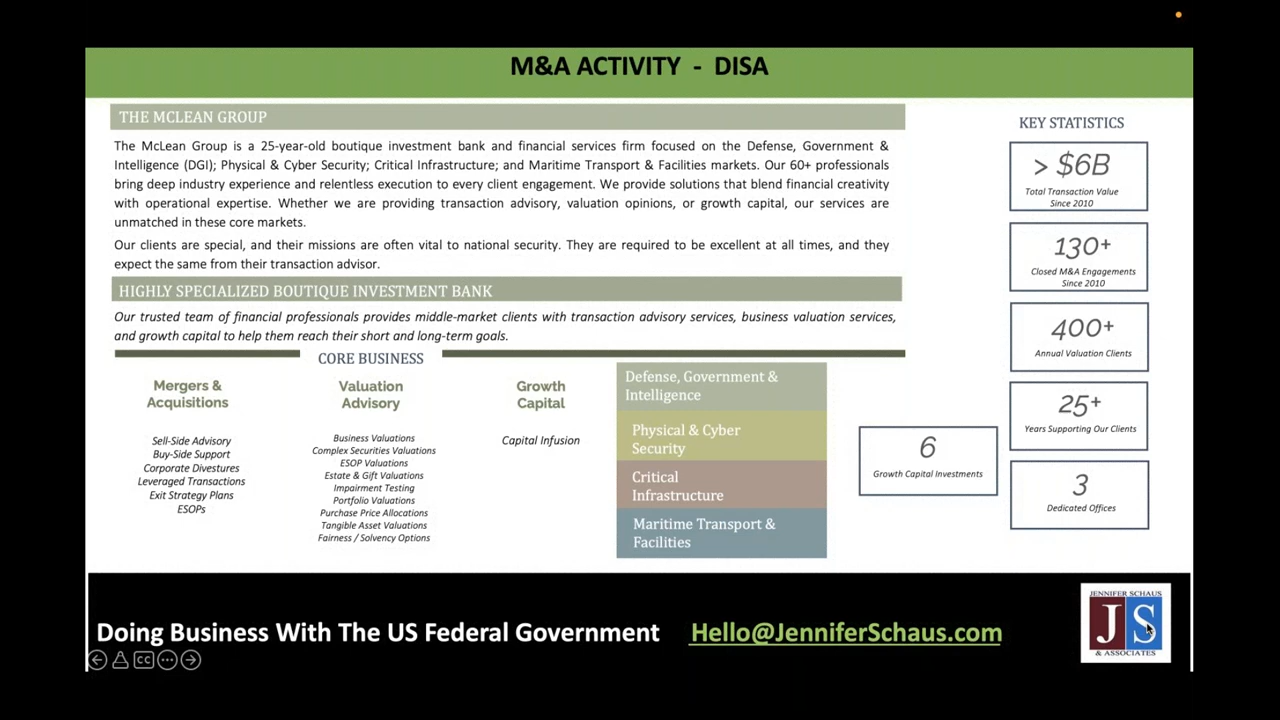 M&A ACTIVITY - DISA
THE MCLEAN GROUP
The McLean Group is a 25-year-old boutique investment bank and financial services firm focused on the Defense, Government &
Intelligence (DGI); Physical & Cyber Security; Critical Infrastructure; and Maritime Transport & Facilities markets. Our 60+ professionals
bring deep industry experience and relentless execution to every client engagement. We provide solutions that blend financial creativity
with operational expertise. Whether we are providing transaction advisory, valuation opinions, or growth capital, our services are
unmatched in these core markets.
Our clients are special, and their missions are often vital to national security. They are required to be excellent at all times, and they
expect the same from their transaction advisor.
HIGHLY SPECIALIZED BOUTIQUE INVESTMENT BANK
Our trusted team of financial professionals provides middle-market clients with transaction advisory services, business valuation services,
and growth capital to help them reach their short and long-term goals.
CORE BUSINESS
Mergers &
Acquisitions
Sell-Side Advisory
Buy-Side Support
Corporate Divestures
Leveraged Transactions
Exit Strategy Plans
ESOPs
Valuation
Advisory
Business Valuations
Complex Securities Valuations
ESOP Valuations
Estate & Gift Valuations
Impairment Testing
Portfolio Valuations
Purchase Price Allocations
Tangible Asset Valuations
Fairness / Solvency Options
Growth
Capital
Capital Infusion
Defense, Government &
Intelligence
Physical & Cyber
Security
Critical
Infrastructure
Maritime Transport &
Facilities
6
Growth Capital Investments
KEY STATISTICS
> $6B
Total Transaction Value
Since 2010
130+
Closed M&A Engagements
Since 2010
400+
Annual Valuation Clients
25+
Years Supporting Our Clients
3
Dedicated Offices
Doing Business With The US Federal Government
Hello@JenniferSchaus.com
JENNIFER SCHAUS
JS
& ASSOCIATES
CC